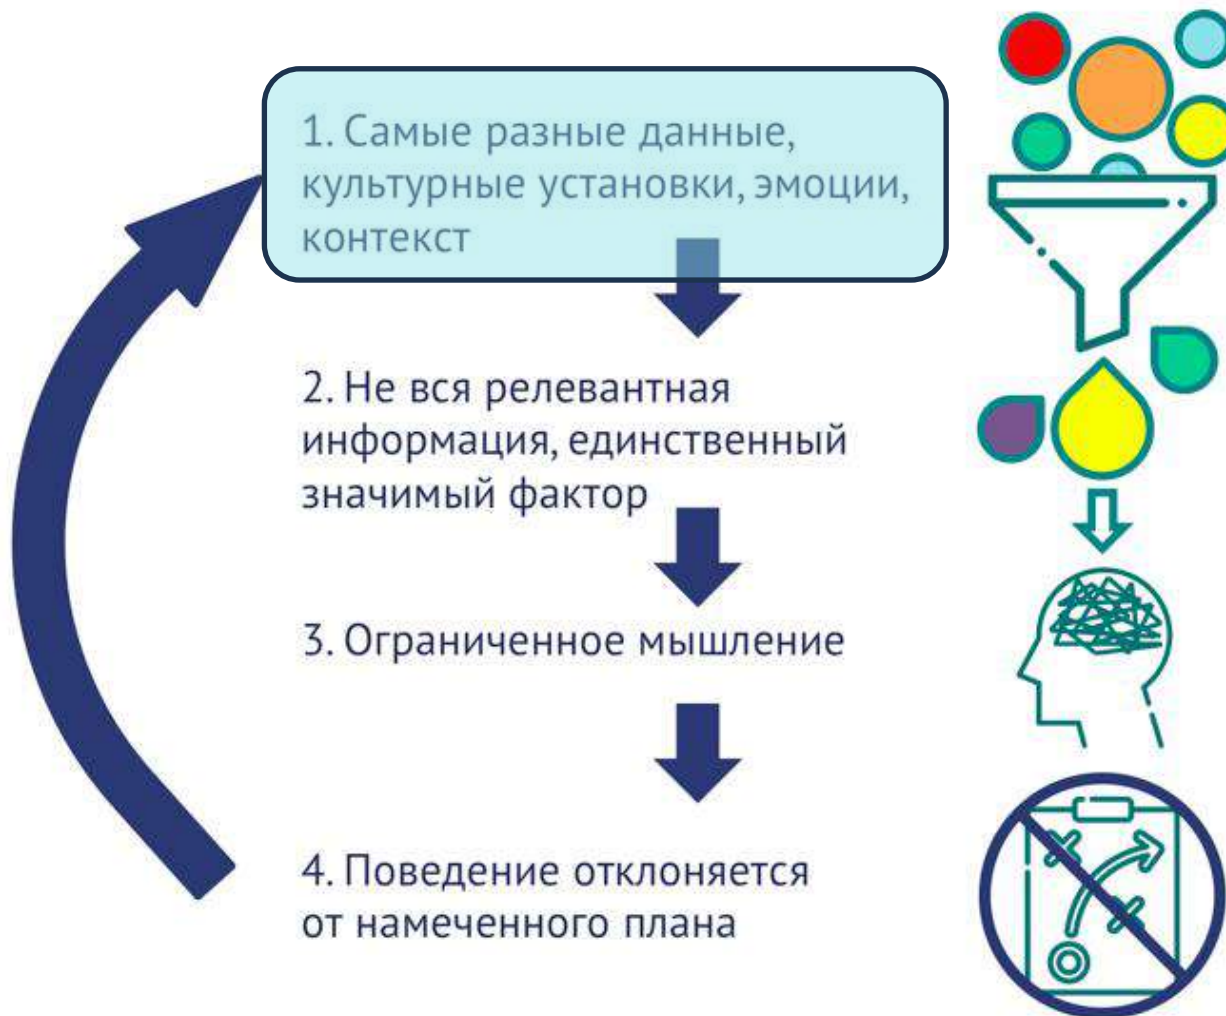 1. Самые разные данные,
культурные установки, эмоции,
контекст
2. Не вся релевантная
информация, единственный
значимый фактор
3. Ограниченное мышление
4. Поведение отклоняется
от намеченного плана